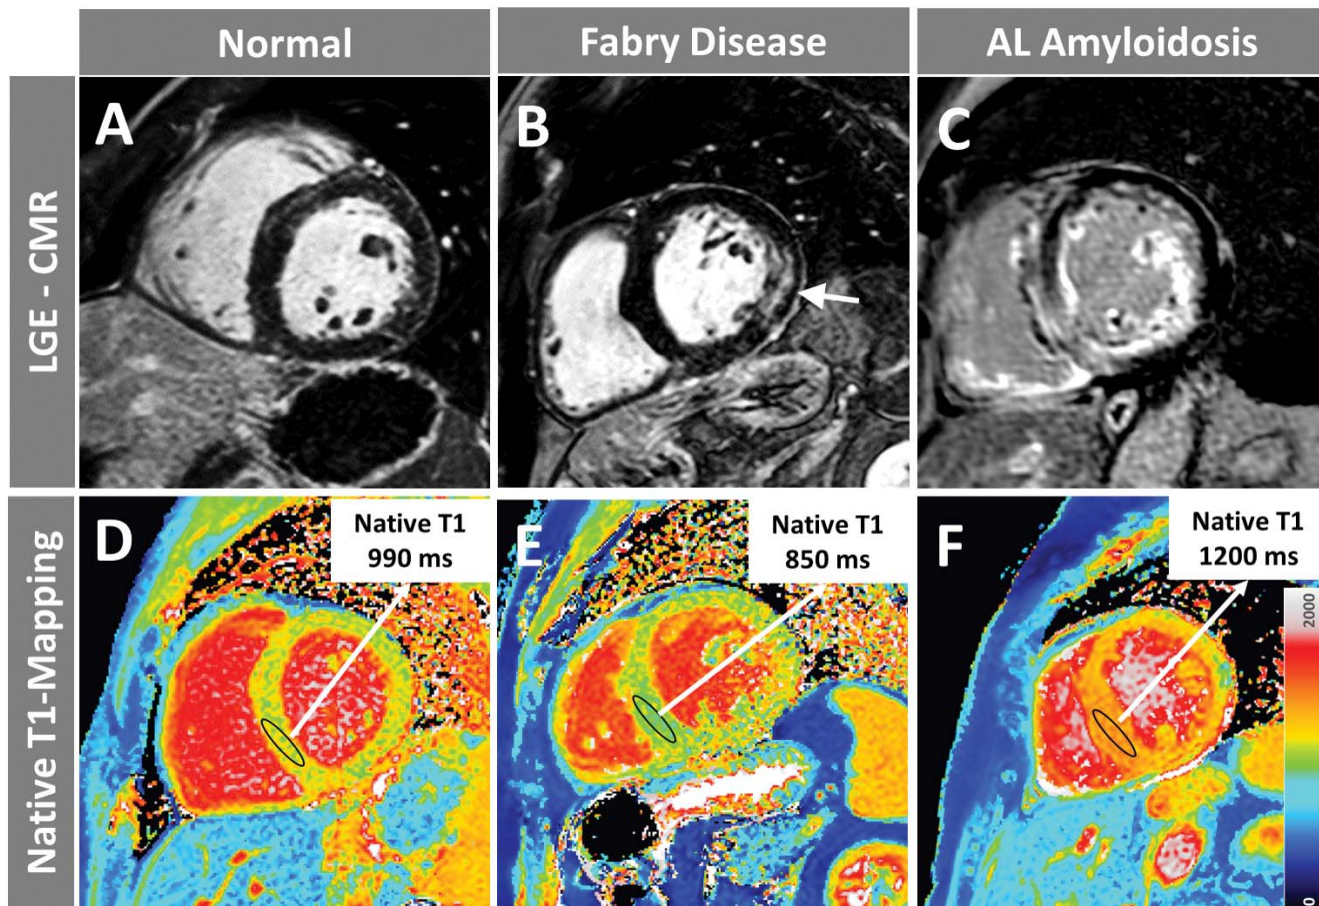 Normal
Fabry Disease
AL Amyloidosis
LGE - CMR
A
B
C
Native T1-Mapping
D
Native T1
990 ms
E
Native T1
850 ms
F
Native T1
1200 ms
2000
0